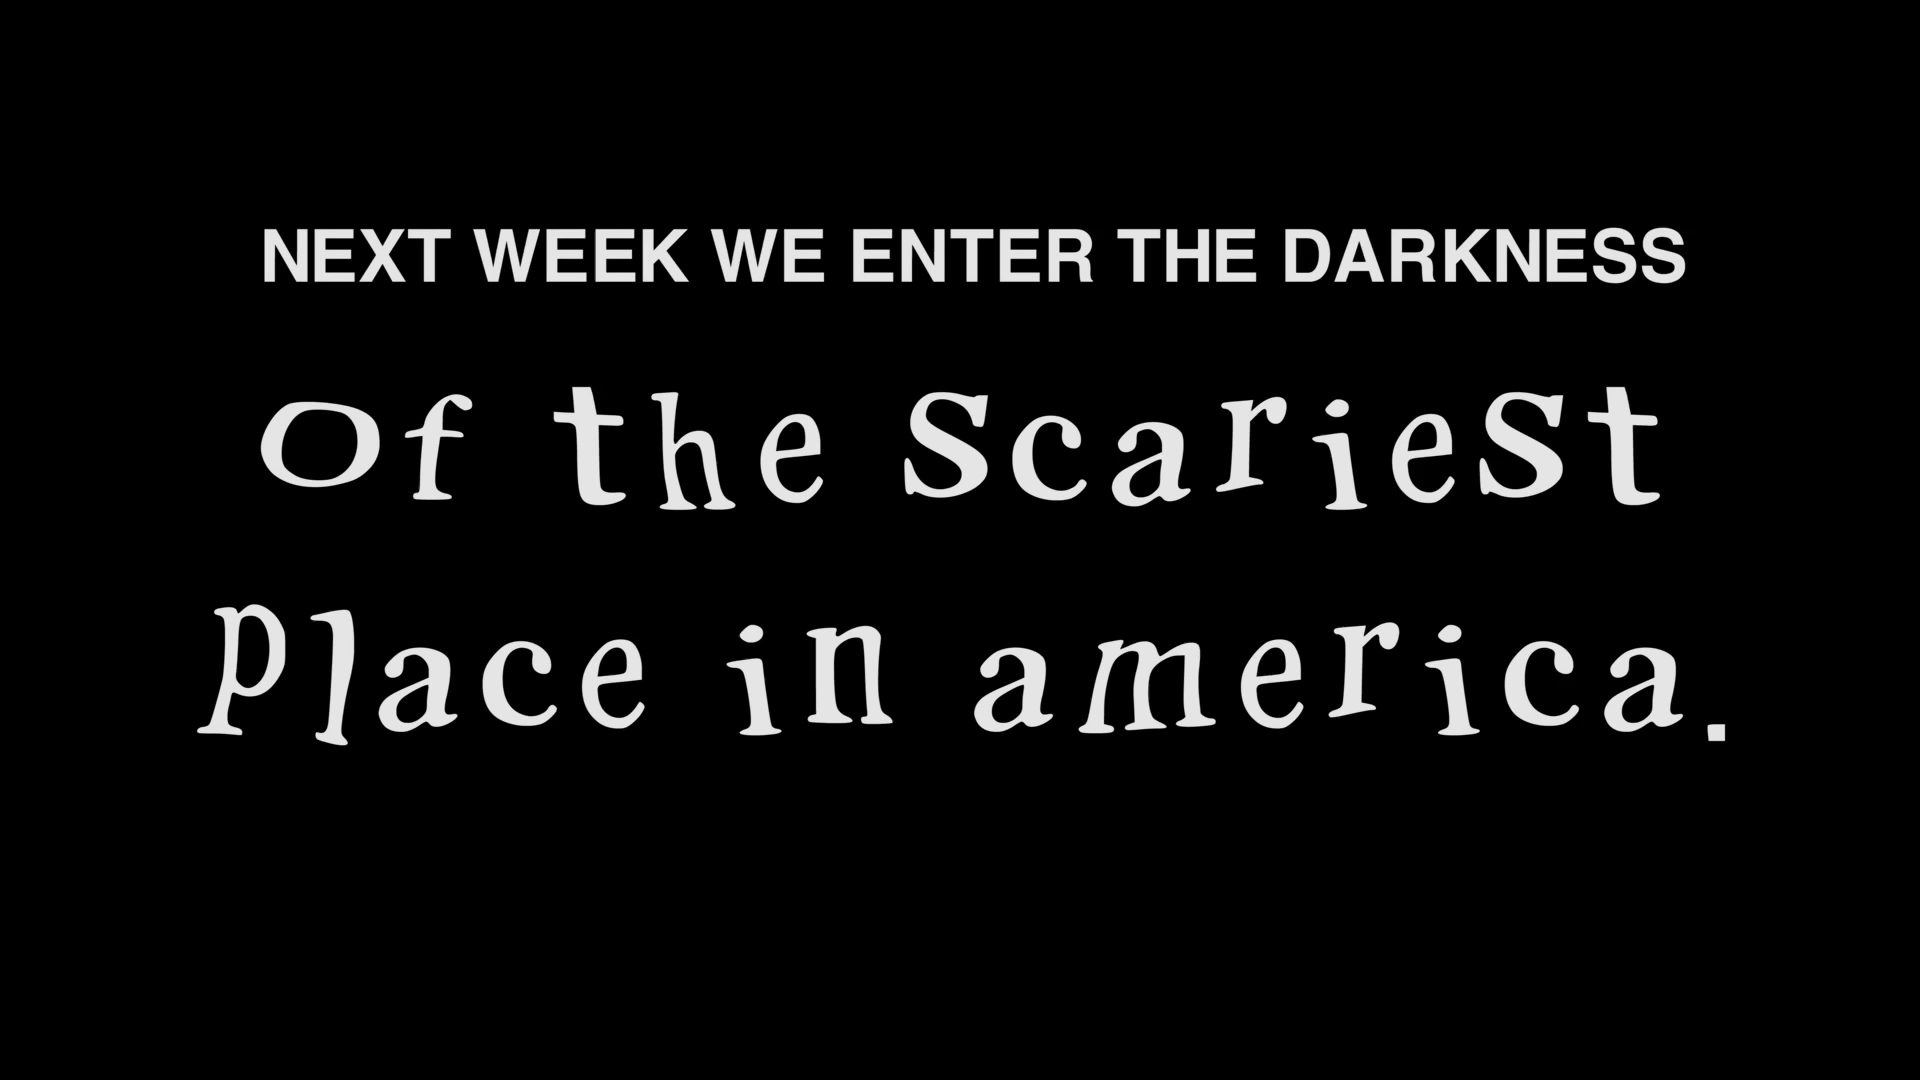 NEXT WEEK WE ENTER THE DARKNESS
of the scariest
place in america.